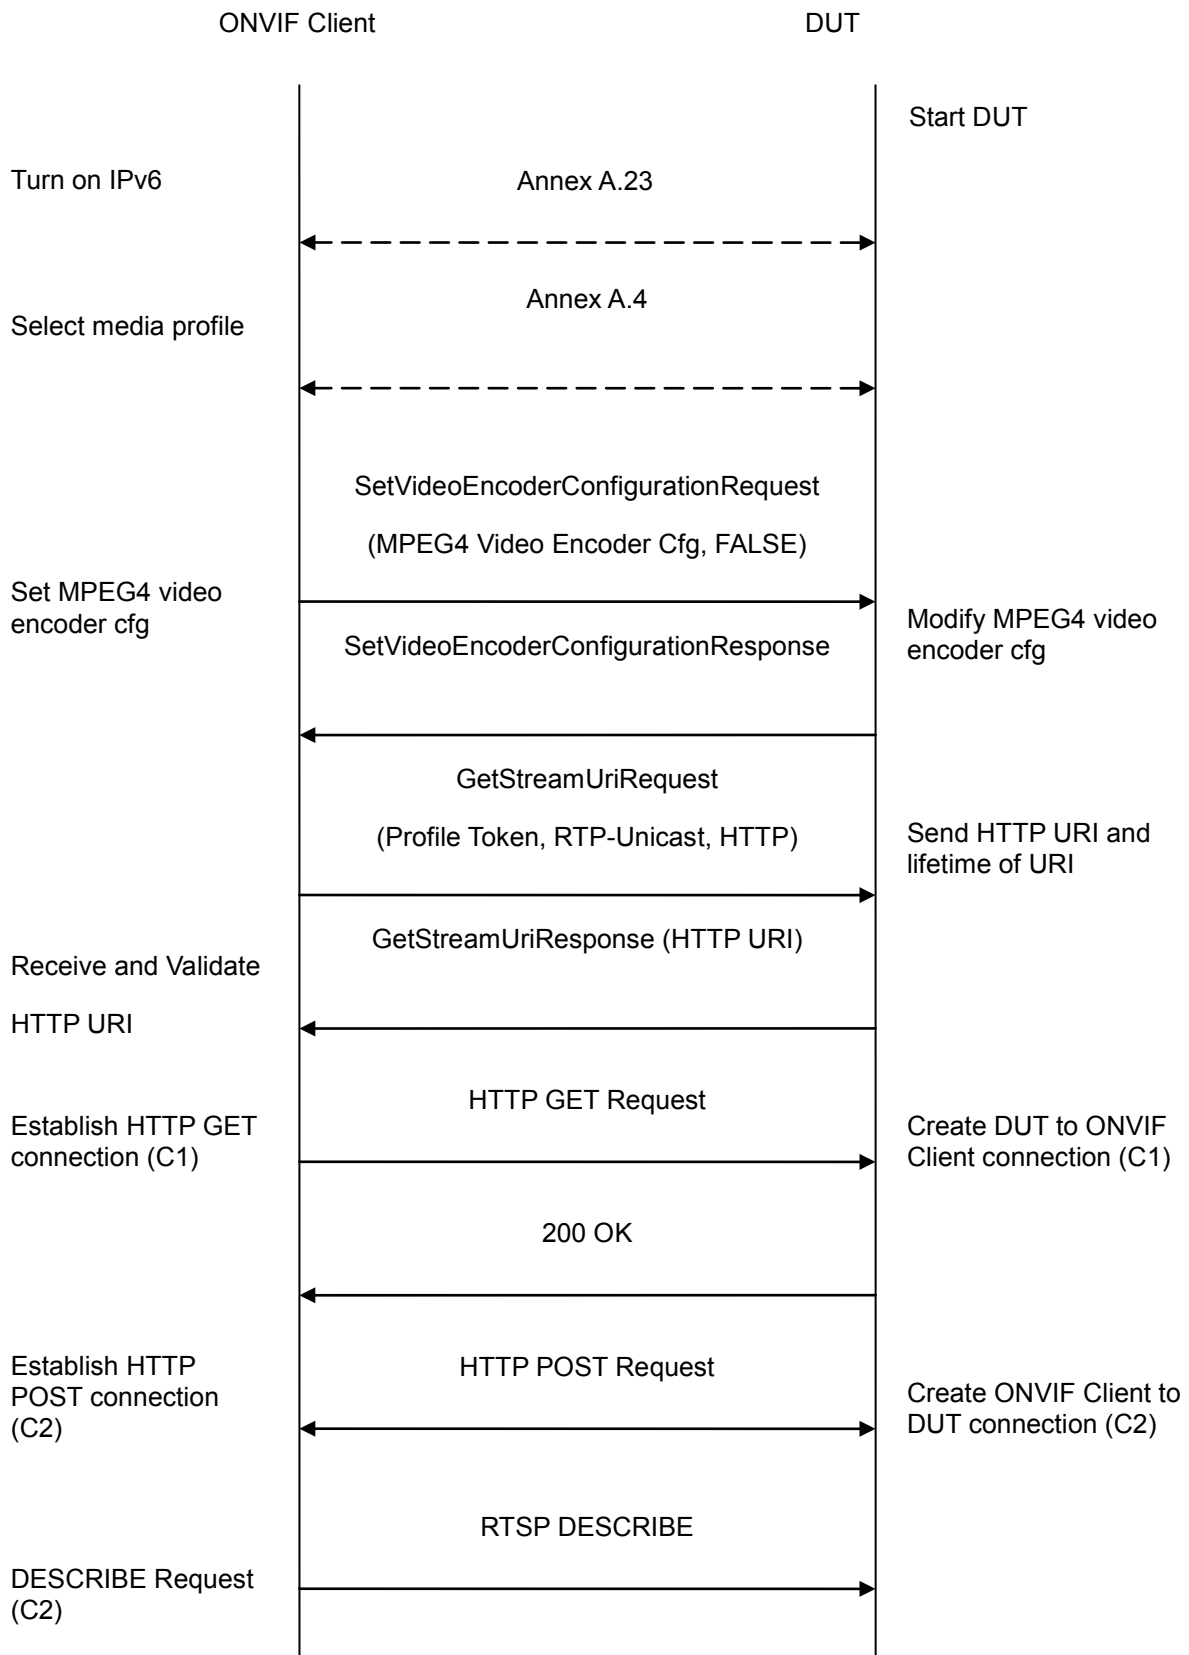 ONVIF Client
DUT
Start DUT
Turn on IPv6
Annex A.23
Annex A.4
Select media profile
SetVideoEncoderConfigurationRequest
(MPEG4 Video Encoder Cfg, FALSE)
Set MPEG4 video
encoder cfg
Modify MPEG4 video
encoder cfg
SetVideoEncoderConfigurationResponse
GetStreamUriRequest
(Profile Token, RTP-Unicast, HTTP)
Send HTTP URI and
lifetime of URI
GetStreamUriResponse (HTTP URI)
Receive and Validate
HTTP URI
HTTP GET Request
Establish HTTP GET
connection (C1)
Create DUT to ONVIF
Client connection (C1)
200 OK
Establish HTTP
POST connection
(C2)
HTTP POST Request
Create ONVIF Client to
DUT connection (C2)
RTSP DESCRIBE
DESCRIBE Request
(C2)